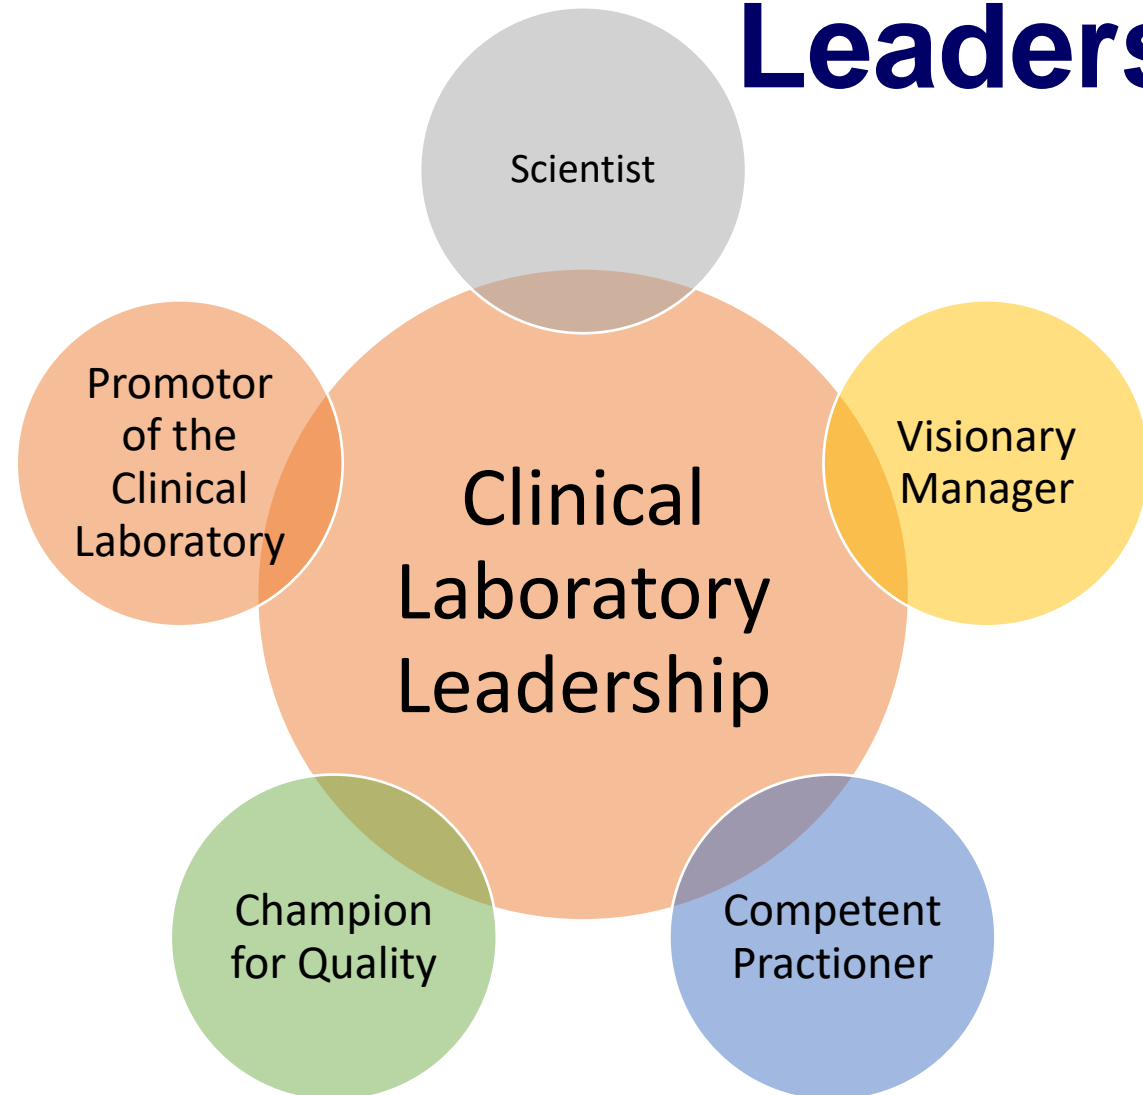 Leaders
Scientist
Promotor
of the
Clinical
Laboratory
Visionary
Manager
Clinical
Laboratory
Leadership
Champion
for Quality
Competent
Practioner